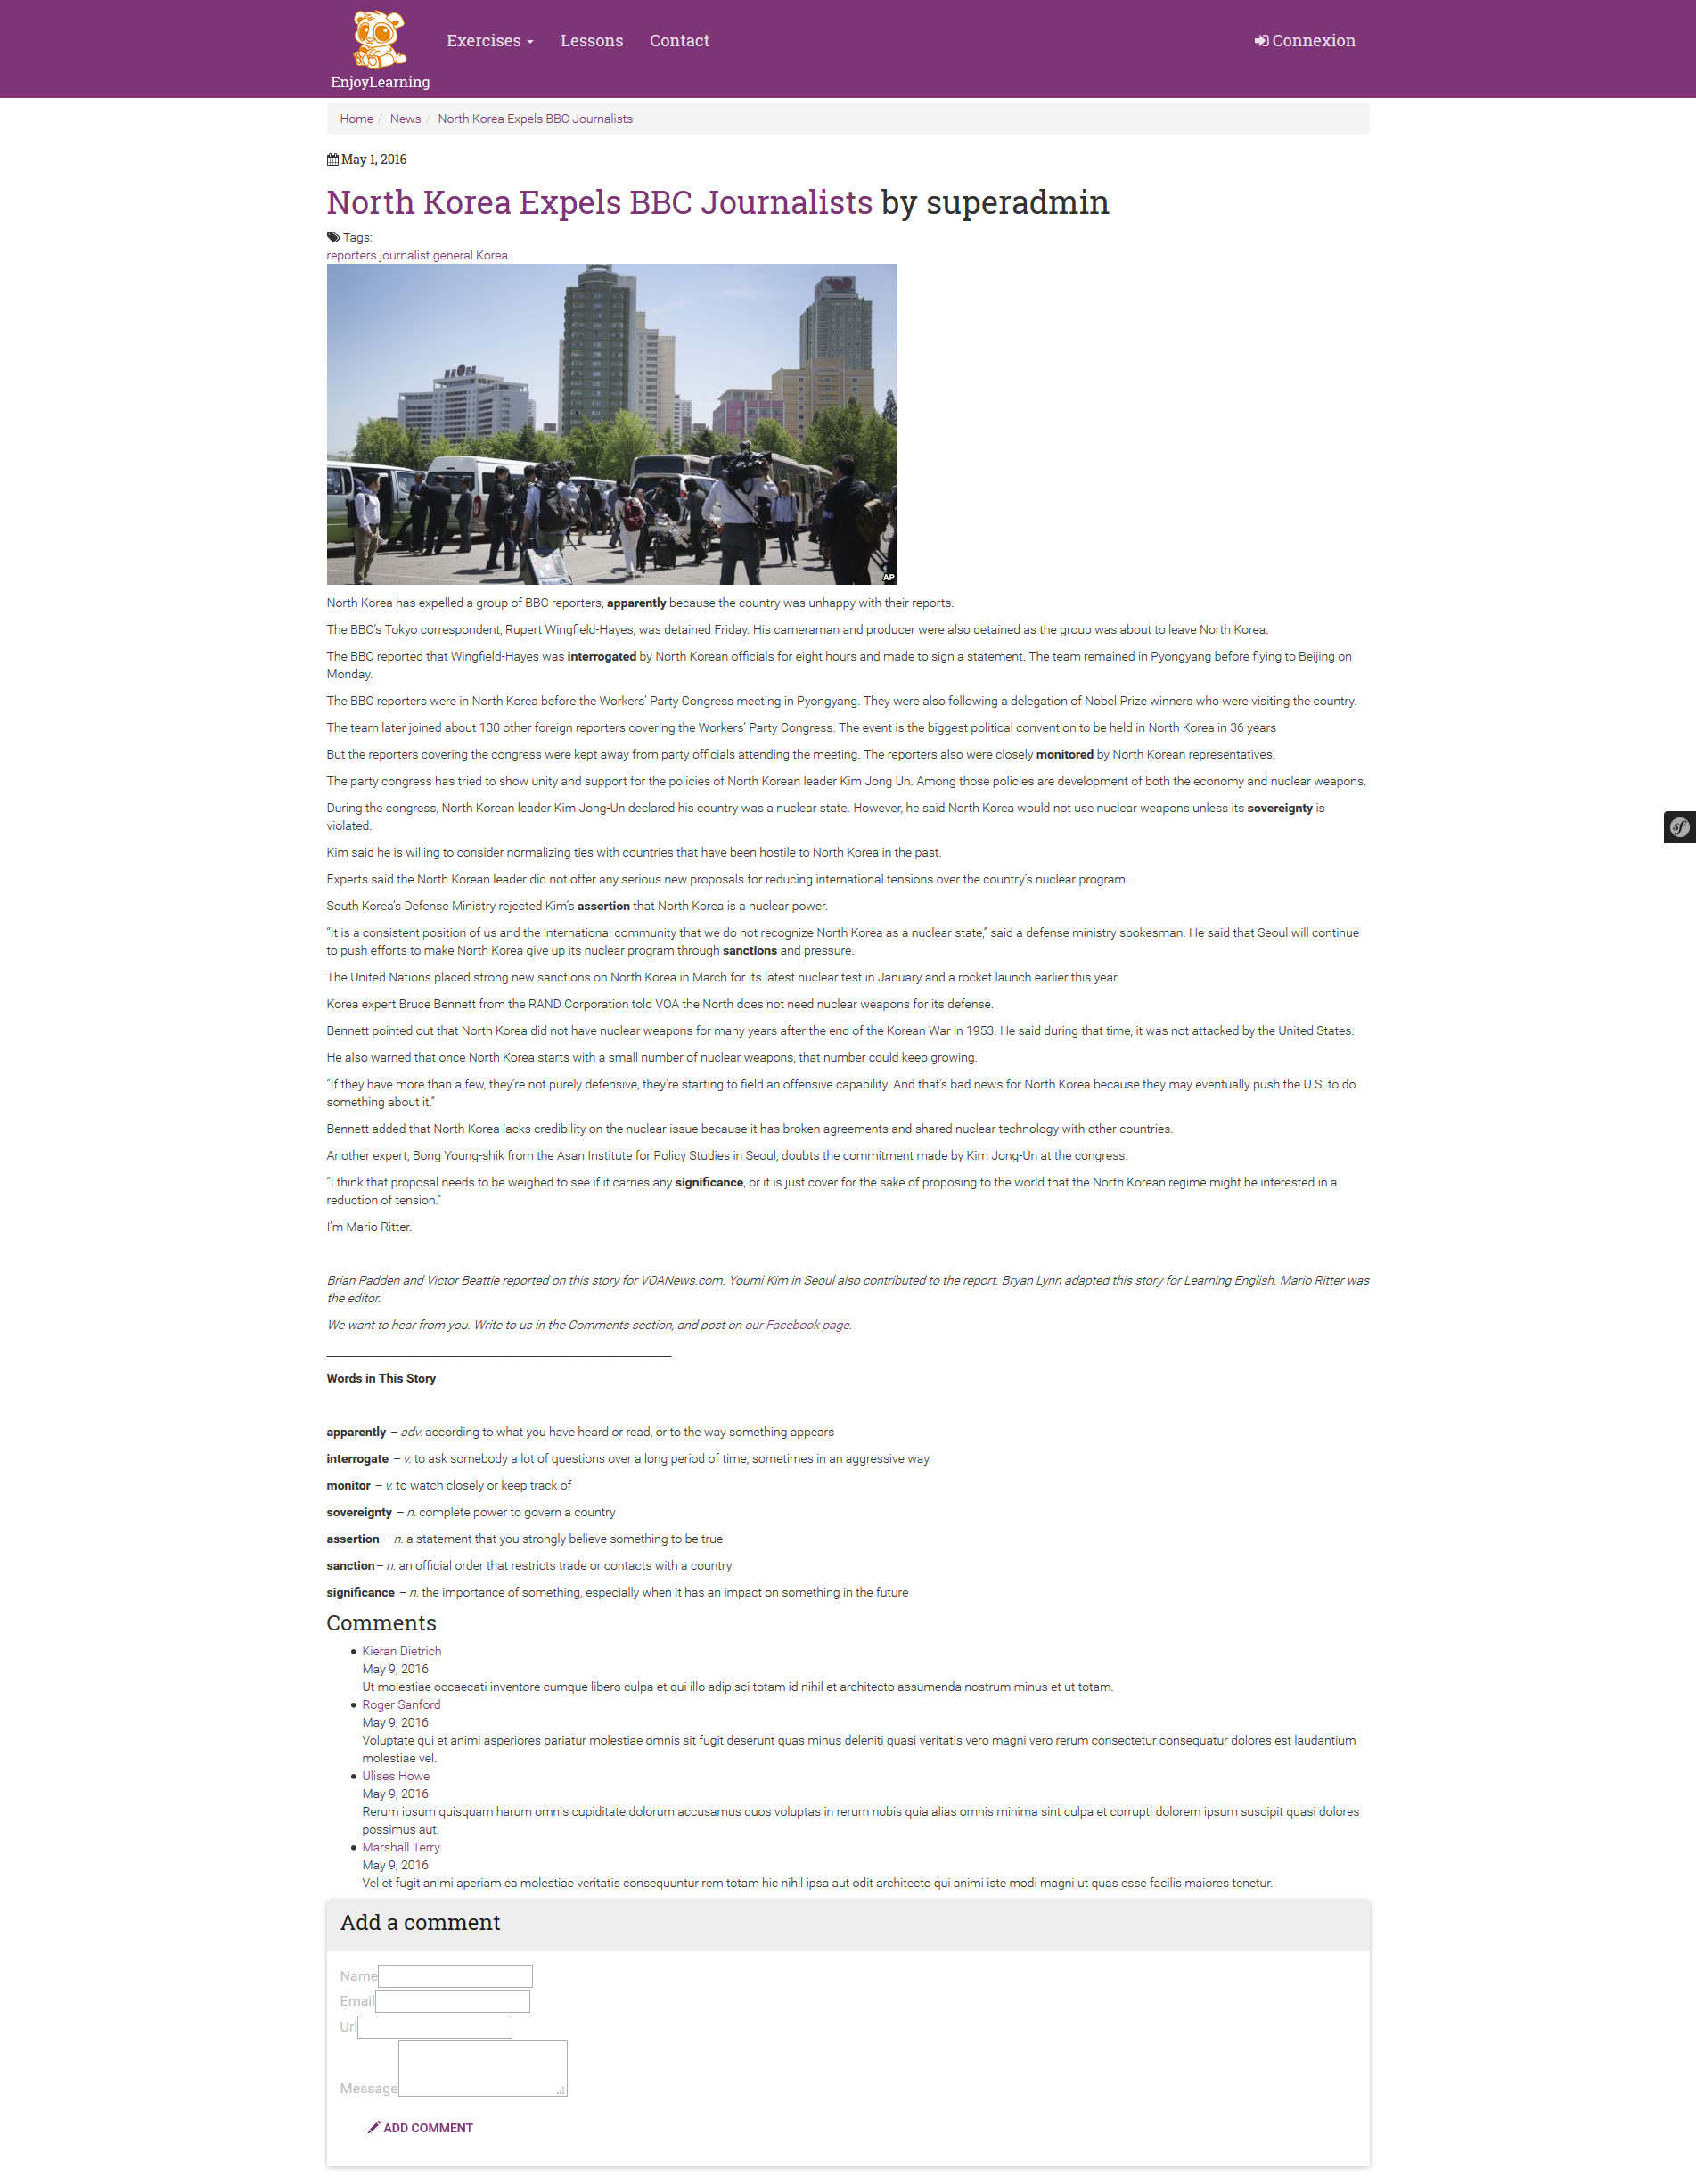 EnjoyLearning
Exercises
Lessons
Contact
Connexion
Home / News / North Korea Expels BBC Journalists
May 1, 2016
North Korea Expels BBC Journalists by superadmin
Tags:
reporters journalist general Korea
AP
North Korea has expelled a group of BBC reporters, apparently because the country was unhappy with their reports.
The BBC's Tokyo correspondent, Rupert Wingfield-Hayes, was detained Friday. His cameraman and producer were also detained as the group was about to leave North Korea.
The BBC reported that Wingfield-Hayes was interrogated by North Korean officials for eight hours and made to sign a statement. The team remained in Pyongyang before flying to Beijing on
Monday.
The BBC reporters were in North Korea before the Workers' Party Congress meeting in Pyongyang. They were also following a delegation of Nobel Prize winners who were visiting the country.
The team later joined about 130 other foreign reporters covering the Workers' Party Congress. The event is the biggest political convention to be held in North Korea in 36 years
But the reporters covering the congress were kept away from party officials attending the meeting. The reporters also were closely monitored by North Korean representatives.
The party congress has tried to show unity and support for the policies of North Korean leader Kim Jong Un. Among those policies are development of both the economy and nuclear weapons.
During the congress, North Korean leader Kim Jong-Un declared his country was a nuclear state. However, he said North Korea would not use nuclear weapons unless its sovereignty is
violated.
Kim said he is willing to consider normalizing ties with countries that have been hostile to North Korea in the past.
Experts said the North Korean leader did not offer any serious new proposals for reducing international tensions over the country's nuclear program.
South Korea's Defense Ministry rejected Kim's assertion that North Korea is a nuclear power.
"It is a consistent position of us and the international community that we do not recognize North Korea as a nuclear state," said a defense ministry spokesman. He said that Seoul will continue
to push efforts to make North Korea give up its nuclear program through sanctions and pressure.
The United Nations placed strong new sanctions on North Korea in March for its latest nuclear test in January and a rocket launch earlier this year.
Korea expert Bruce Bennett from the RAND Corporation told VOA the North does not need nuclear weapons for its defense.
Bennett pointed out that North Korea did not have nuclear weapons for many years after the end of the Korean War in 1953. He said during that time, it was not attacked by the United States.
He also warned that once North Korea starts with a small number of nuclear weapons, that number could keep growing.
"If they have more than a few, they're not purely defensive, they're starting to field an offensive capability. And that's bad news for North Korea because they may eventually push the U.S. to do
something about it."
Bennett added that North Korea lacks credibility on the nuclear issue because it has broken agreements and shared nuclear technology with other countries.
Another expert, Bong Young-shik from the Asan Institute for Policy Studies in Seoul, doubts the commitment made by Kim Jong-Un at the congress.
"I think that proposal needs to be weighed to see if it carries any significance, or it is just cover for the sake of proposing to the world that the North Korean regime might be interested in a
reduction of tension."
I'm Mario Ritter.
Brian Padden and Victor Beattie reported on this story for VOANews.com. Youmi Kim in Seoul also contributed to the report. Bryan Lynn adapted this story for Learning English. Mario Ritter was
the editor.
We want to hear from you. Write to us in the Comments section, and post on our Facebook page.
Words in This Story
apparently – adv. according to what you have heard or read, or to the way something appears
interrogate – v. to ask somebody a lot of questions over a long period of time, sometimes in an aggressive way
monitor – v. to watch closely or keep track of
sovereignty – n. complete power to govern a country
assertion – n. a statement that you strongly believe something to be true
sanction – n. an official order that restricts trade or contacts with a country
significance – n. the importance of something, especially when it has an impact on something in the future
Comments
Kieran Dietrich
May 9, 2016
Ut molestiae occaecati inventore cumque libero culpa et qui illo adipisci totam id nihil et architecto assumenda nostrum minus et ut totam.
Roger Sanford
May 9, 2016
Voluptate qui et animi asperiores pariatur molestiae omnis sit fugit deserunt quas minus deleniti quasi veritatis vero magni vero rerum consectetur consequatur dolores est laudantium
molestiae vel.
Ulises Howe
May 9, 2016
Rerum ipsum quisquam harum omnis cupiditate dolorum accusamus quos voluptas in rerum nobis quia alias omnis minima sint culpa et corrupti dolorem ipsum suscipit quasi dolores
possimus aut.
Marshall Terry
May 9, 2016
Vel et fugit animi aperiam ea molestiae veritatis consequuntur rem totam hic nihil ipsa aut odit architecto qui animi iste modi magni ut quas esse facilis maiores tenetur.
Add a comment
Name
Email
Url
Message
ADD COMMENT
sf